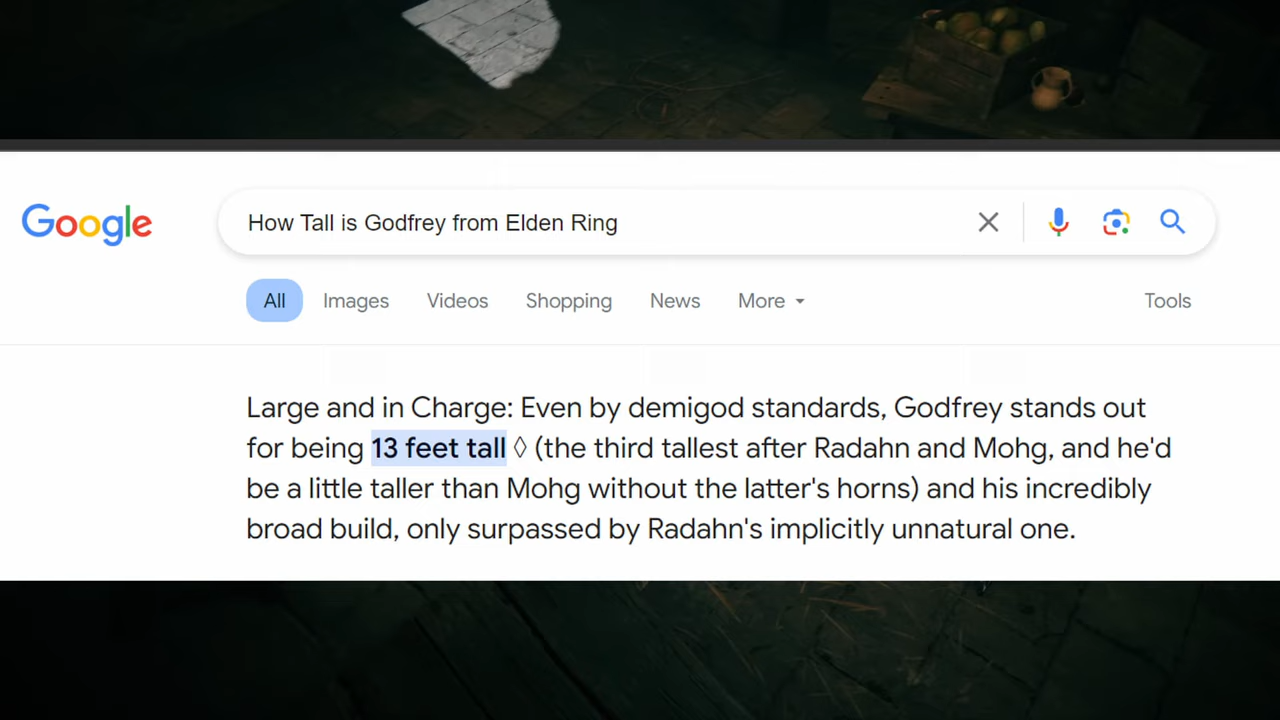 Google
How Tall is Godfrey from Elden Ring
All Images Videos Shopping News More Tools
Large and in Charge: Even by demigod standards, Godfrey stands out
for being 13 feet tall ◊ (the third tallest after Radahn and Mohg, and he'd
be a little taller than Mohg without the latter's horns) and his incredibly
broad build, only surpassed by Radahn's implicitly unnatural one.